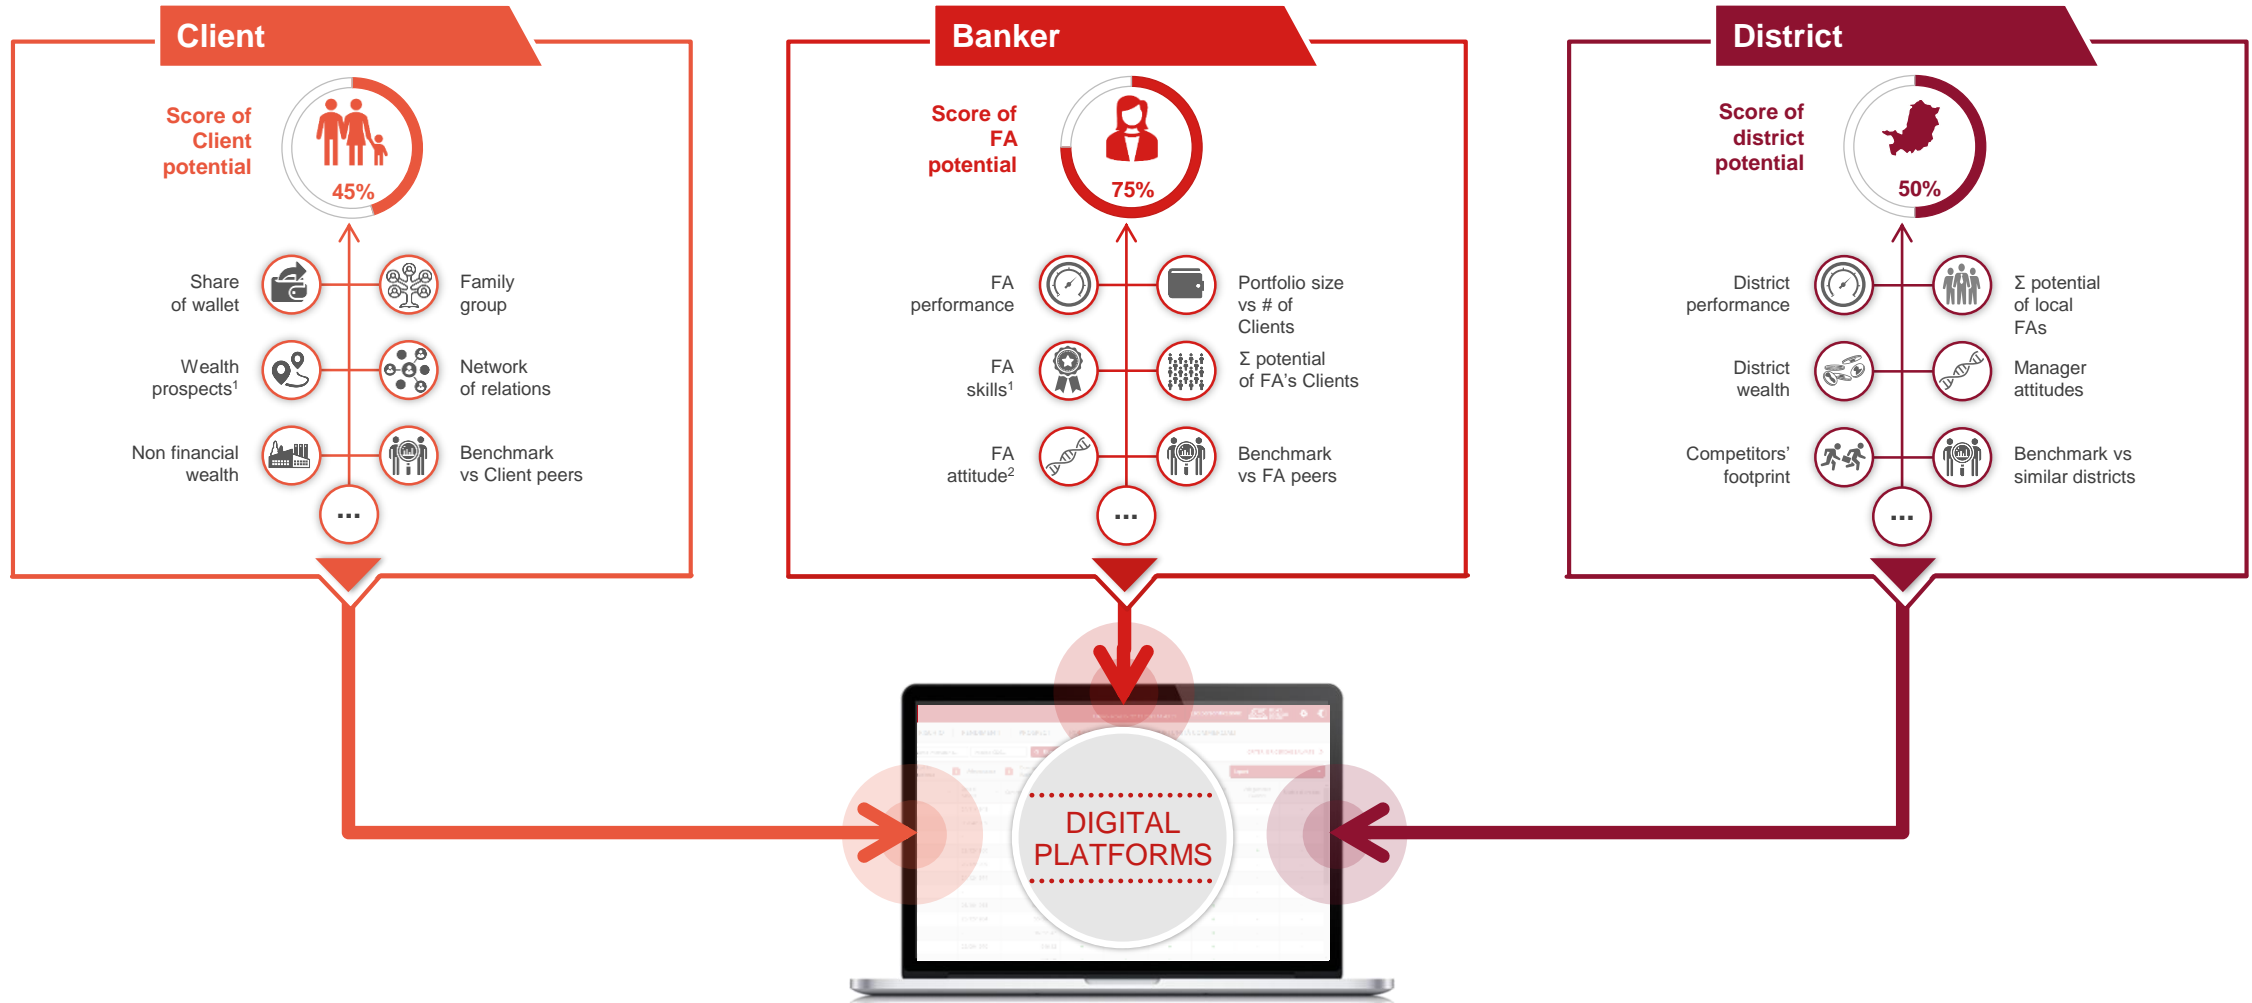 Client
Score of
Client
potential
45%
Share
of wallet
Family
group
Wealth
prospects¹
Network
of relations
Non financial
wealth
Benchmark
vs Client peers
...
Banker
Score of
FA
potential
75%
FA
performance
Portfolio size
vs # of
Clients
FA
skills¹
Σ potential
of FA's Clients
FA
attitude²
Benchmark
vs FA peers
...
District
Score of
district
potential
50%
District
performance
Σ potential
of local
FAs
District
wealth
Manager
attitudes
Competitors'
footprint
Benchmark vs
similar districts
...
DIGITAL
PLATFORMS